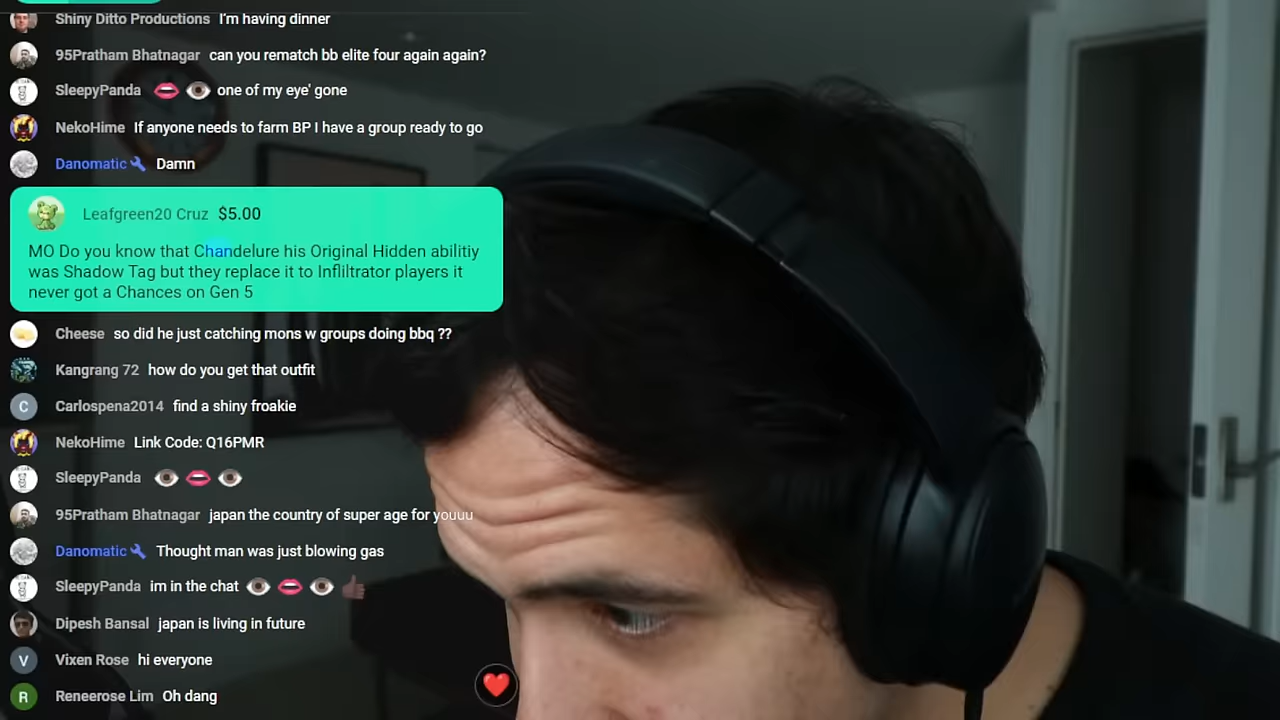 Shiny Ditto Productions I'm having dinner
95Pratham Bhatnagar can you rematch bb elite four again again?
SleepyPanda 👄 👁 one of my eye' gone
NekoHime If anyone needs to farm BP I have a group ready to go
Danomatic Damn
Leafgreen20 Cruz $5.00
MO Do you know that Chandelure his Original Hidden abilitiy
was Shadow Tag but they replace it to Infliltrator players it
never got a Chances on Gen 5
Cheese so did he just catching mons w groups doing bbq ??
Kangrang 72 how do you get that outfit
C Carlospena2014 find a shiny froakie
NekoHime Link Code: Q16PMR
SleepyPanda 👁 👄 👁
95Pratham Bhatnagar japan the country of super age for youuu
Danomatic Thought man was just blowing gas
SleepyPanda im in the chat 👁 👄 👁 👍🏿
Dipesh Bansal japan is living in future
V Vixen Rose hi everyone
R Reneerose Lim Oh dang